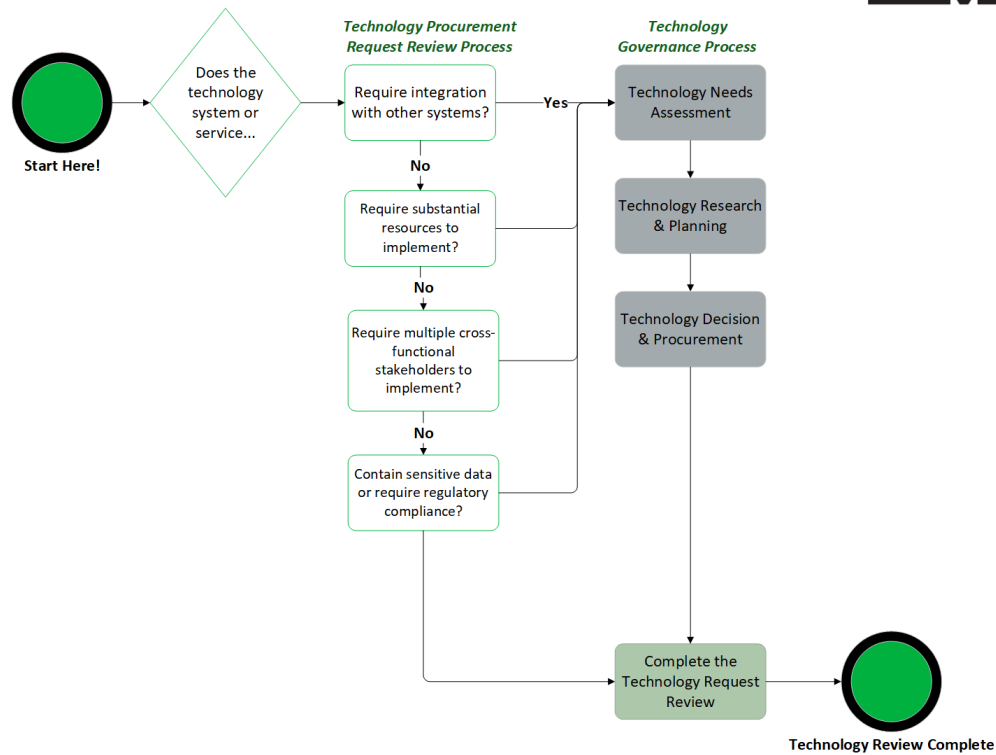 Technology Procurement
Request Review Process
Technology
Governance Process
Does the
technology
system or
service...
Start Here!
Require integration
with other systems?
Yes
Technology Needs
Assessment
No
Require substantial
resources to
implement?
Technology Research
& Planning
No
Require multiple cross-
functional
stakeholders to
implement?
Technology Decision
& Procurement
No
Contain sensitive data
or require regulatory
compliance?
Complete the
Technology Request
Review
Technology Review Complete